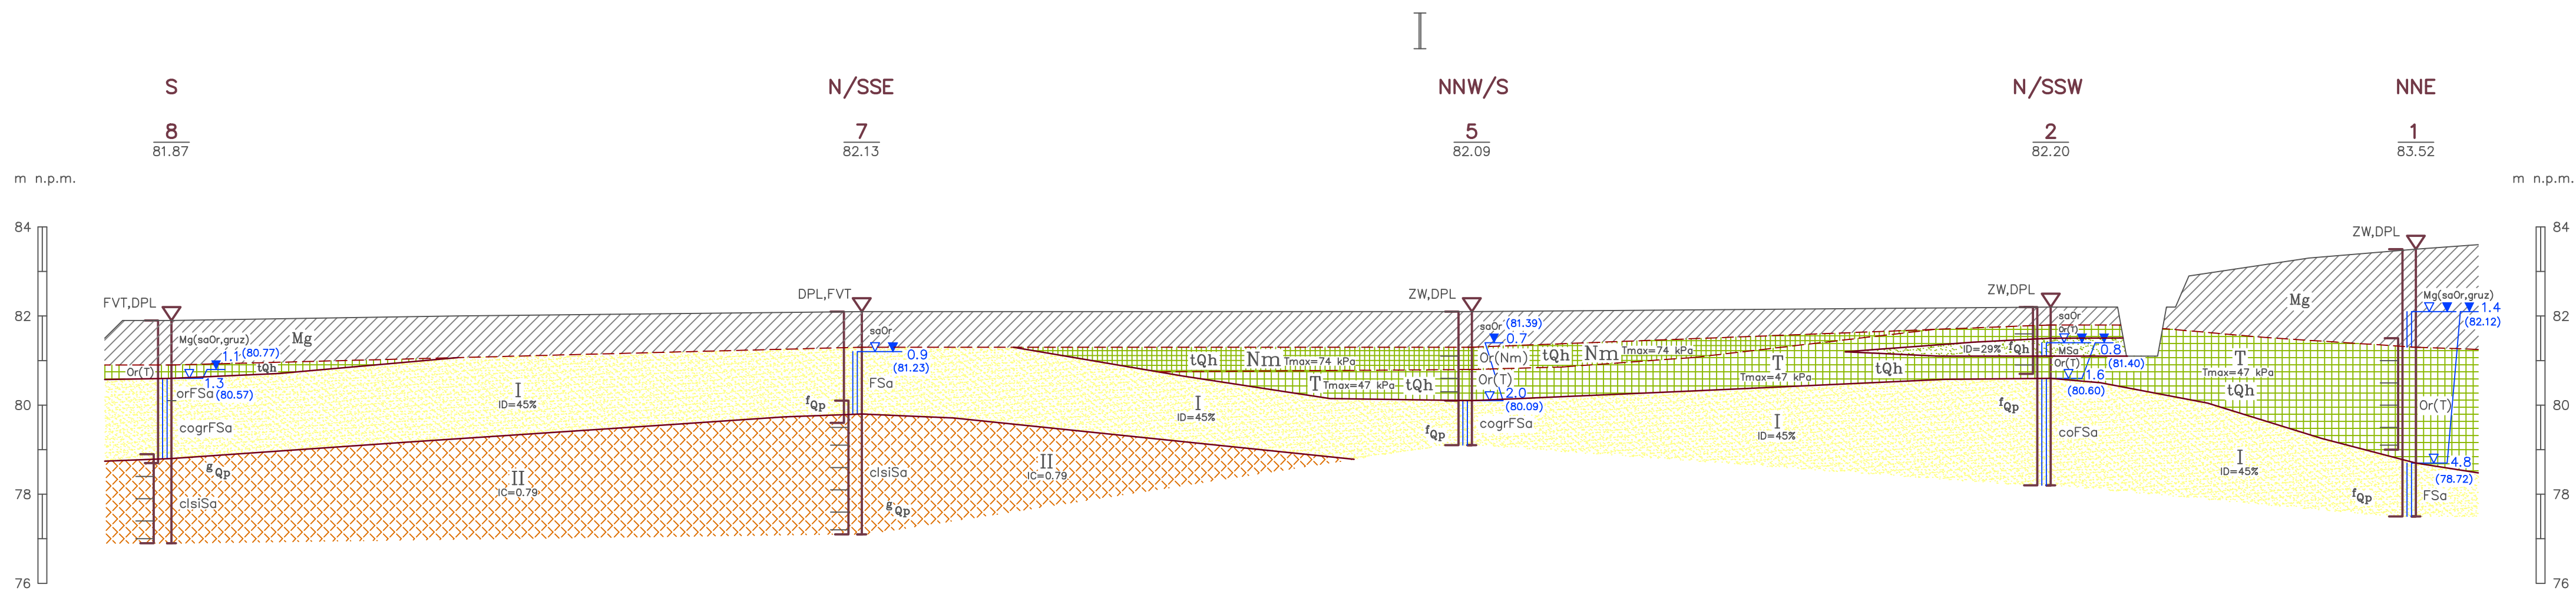 I
S N/SSE NNW/S N/SSW NNE
8 7 5 2 1
81.87 82.13 82.09 82.20 83.52
m n.p.m. m n.p.m.
84 84
ZW,DPL
FVT,DPL DPL,FVT ZW,DPL ZW,DPL
Mg Mg(saOr,gruz) 1.4
(82.12)
82 82
saOr saOr (81.39) saOr
Mg(saOr,gruz) Mg 0.7 Or(T)
1.1 (80.77) 0.9 Or(Nm) tQh Nm Tmax=74 kPa ID=29% fQp MSa 0.8
(81.23) tQh Nm Tmax=74 kPa T Or(T) (81.40) T
Or(T) tQh Tmax=47 kPa tQh 1.6 Tmax=47 kPa
1.3 FSa T Tmax=47 kPa tQh Or(T) (80.60) tQh
orFSa (80.57) I 2.0
ID=45% (80.09)
80 fQp I Or(T) 80
ID=45% fQp
cogrFSa fQp cogrFSa I coFSa
ID=45%
gQp II I 4.8
clsiSa IC=0.79 ID=45% (78.72)
II
IC=0.79
78 fQp FSa 78
clsiSa gQp
76 76